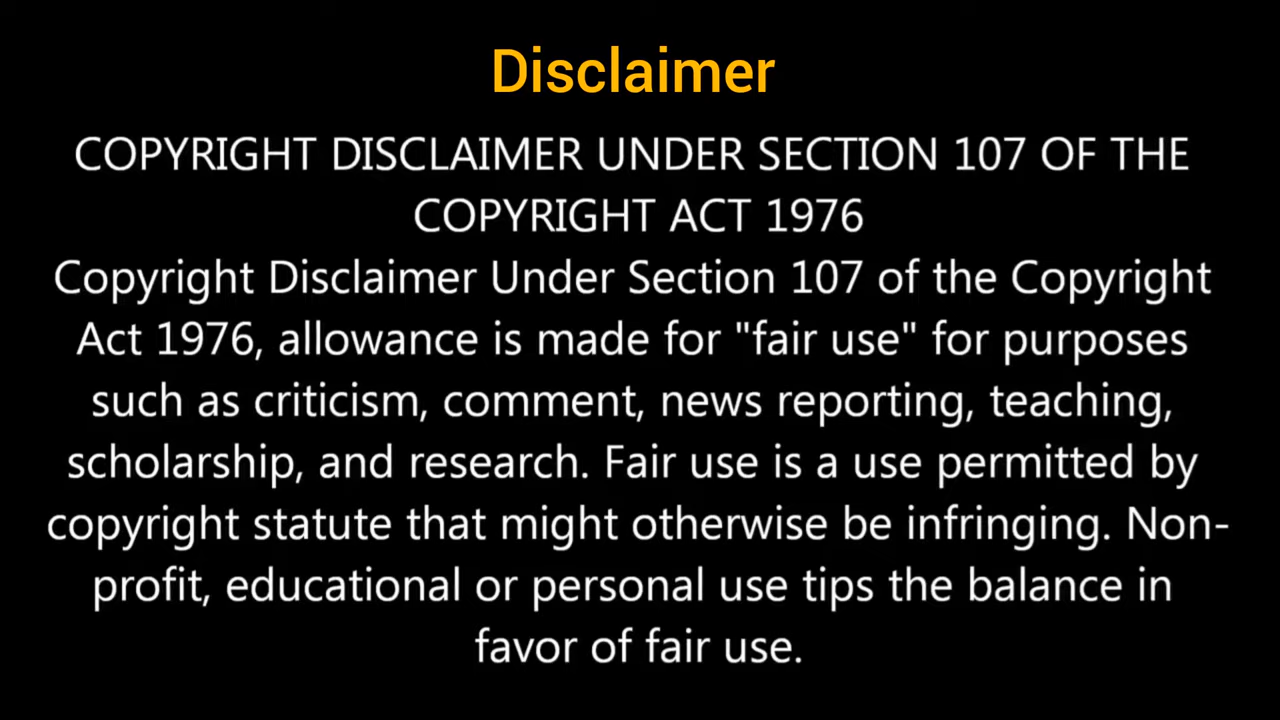 Disclaimer
COPYRIGHT DISCLAIMER UNDER SECTION 107 OF THE
COPYRIGHT ACT 1976
Copyright Disclaimer Under Section 107 of the Copyright
Act 1976, allowance is made for "fair use" for purposes
such as criticism, comment, news reporting, teaching,
scholarship, and research. Fair use is a use permitted by
copyright statute that might otherwise be infringing. Non-
profit, educational or personal use tips the balance in
favor of fair use.